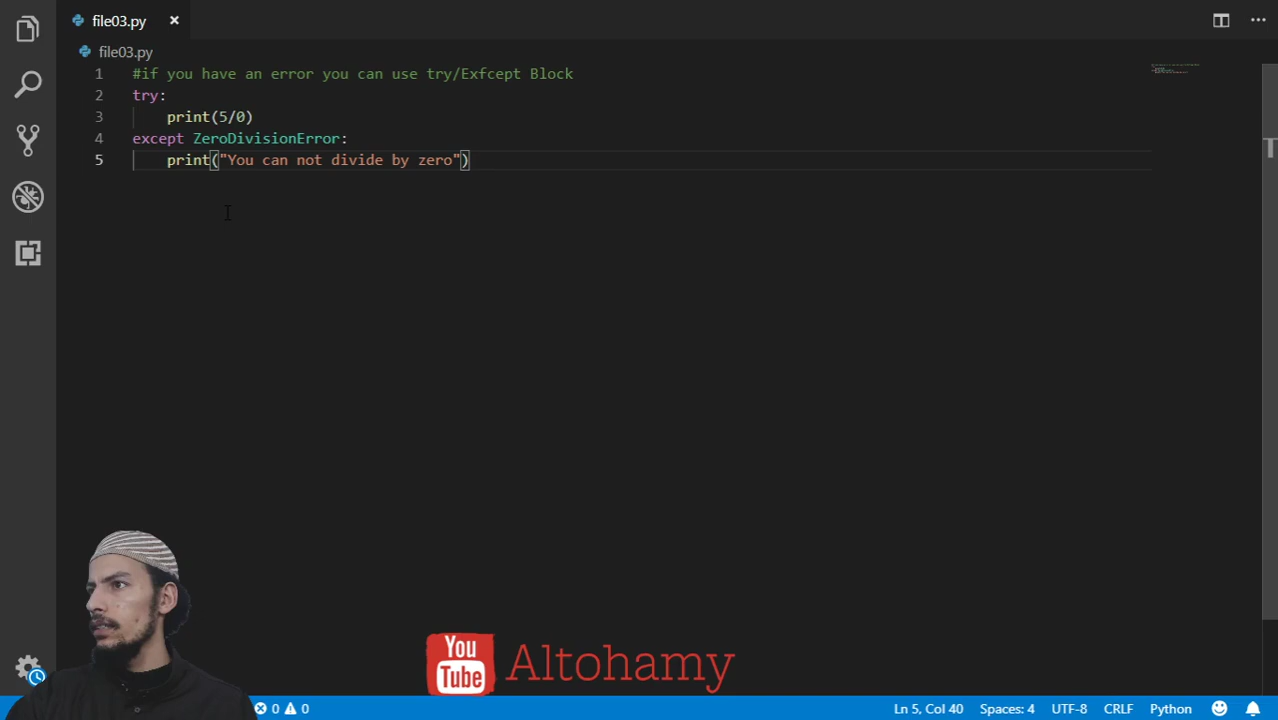 file03.py
file03.py
1 #if you have an error you can use try/Exfcept Block
2 try:
3     print(5/0)
4 except ZeroDivisionError:
5     print("You can not divide by zero")
You
Tube
Altohamy
0 0 Ln 5, Col 40 Spaces: 4 UTF-8 CRLF Python